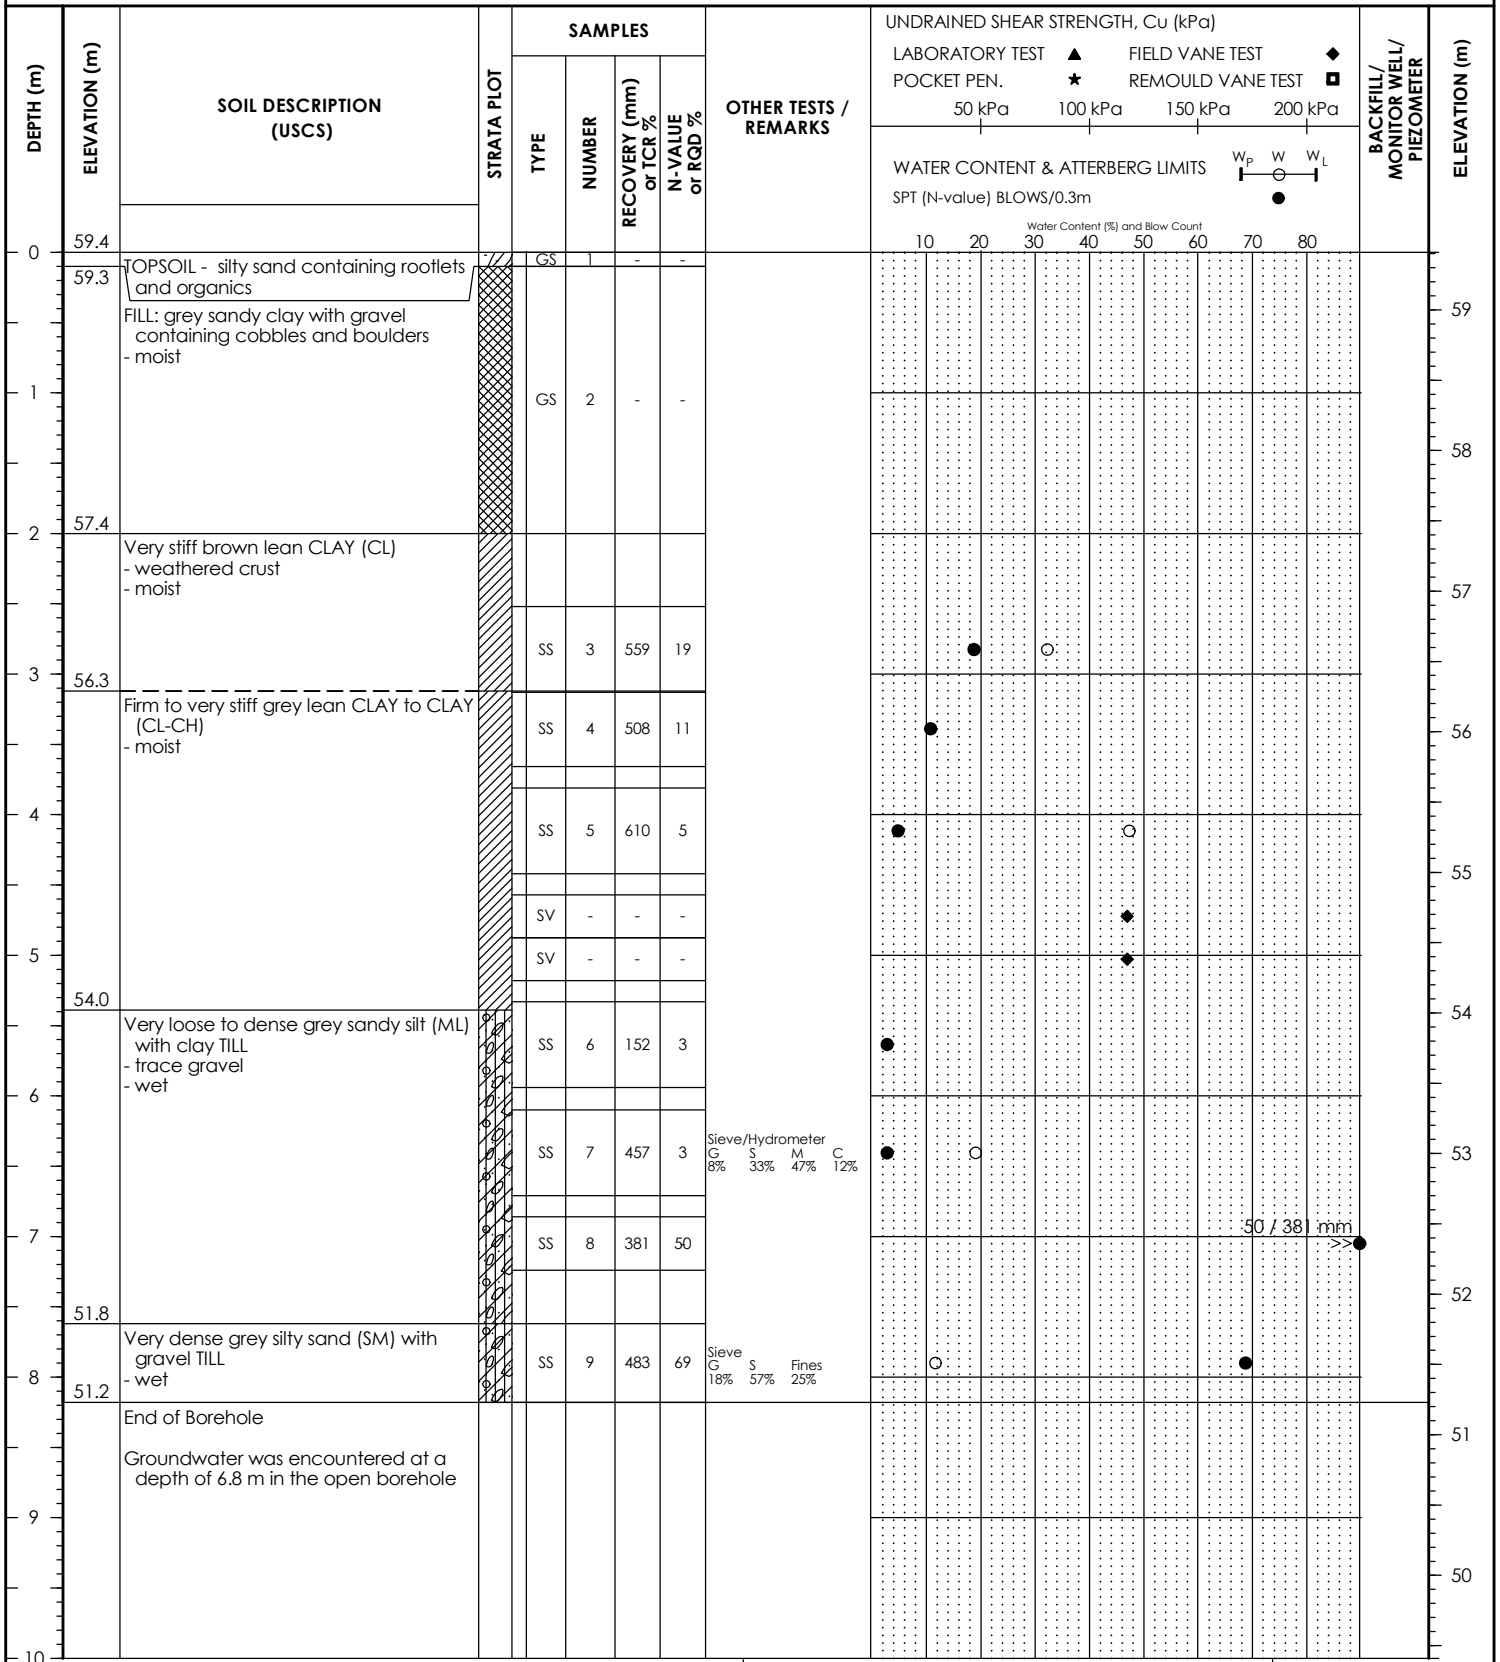 DEPTH (m)
ELEVATION (m)
SOIL DESCRIPTION
(USCS)
STRATA PLOT
SAMPLES
TYPE
NUMBER
RECOVERY (mm)
or TCR %
N-VALUE
or RQD %
OTHER TESTS /
REMARKS
UNDRAINED SHEAR STRENGTH, Cu (kPa)
LABORATORY TEST FIELD VANE TEST
POCKET PEN. REMOULD VANE TEST
50 kPa 100 kPa 150 kPa 200 kPa
WATER CONTENT & ATTERBERG LIMITS WP W WL
SPT (N-value) BLOWS/0.3m
Water Content (%) and Blow Count
10 20 30 40 50 60 70 80
BACKFILL/
MONITOR WELL/
PIEZOMETER
ELEVATION (m)
0 59.4
TOPSOIL - silty sand containing rootlets
and organics
GS 1 - -
59.3
FILL: grey sandy clay with gravel
containing cobbles and boulders
- moist
59
1
GS 2 - -
58
57.4
2
Very stiff brown lean CLAY (CL)
- weathered crust
- moist
57
SS 3 559 19
3
56.3
Firm to very stiff grey lean CLAY to CLAY
(CL-CH)
- moist
SS 4 508 11
56
4
SS 5 610 5
55
SV - - -
5
SV - - -
54.0
54
Very loose to dense grey sandy silt (ML)
with clay TILL
- trace gravel
- wet
SS 6 152 3
6
SS 7 457 3
Sieve/Hydrometer
G S M C
8% 33% 47% 12%
53
7
SS 8 381 50
50 / 381 mm
>>
52
51.8
Very dense grey silty sand (SM) with
gravel TILL
- wet
SS 9 483 69
Sieve
G S Fines
18% 57% 25%
8
51.2
End of Borehole
51
Groundwater was encountered at a
depth of 6.8 m in the open borehole
9
50
10